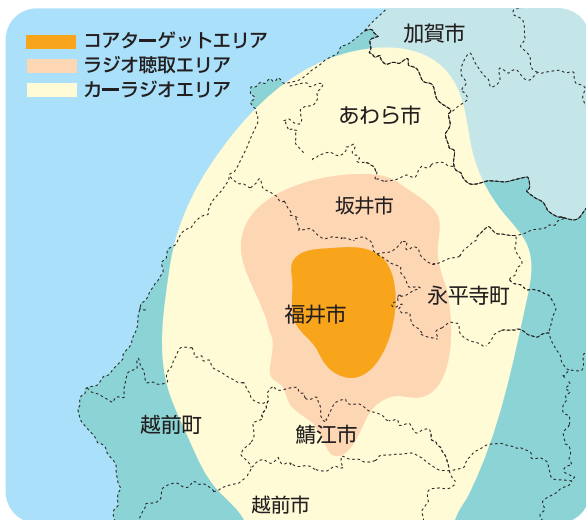 コアターゲットエリア
ラジオ聴取エリア
カーラジオエリア
加賀市
あわら市
坂井市
永平寺町
福井市
越前町
鯖江市
越前市